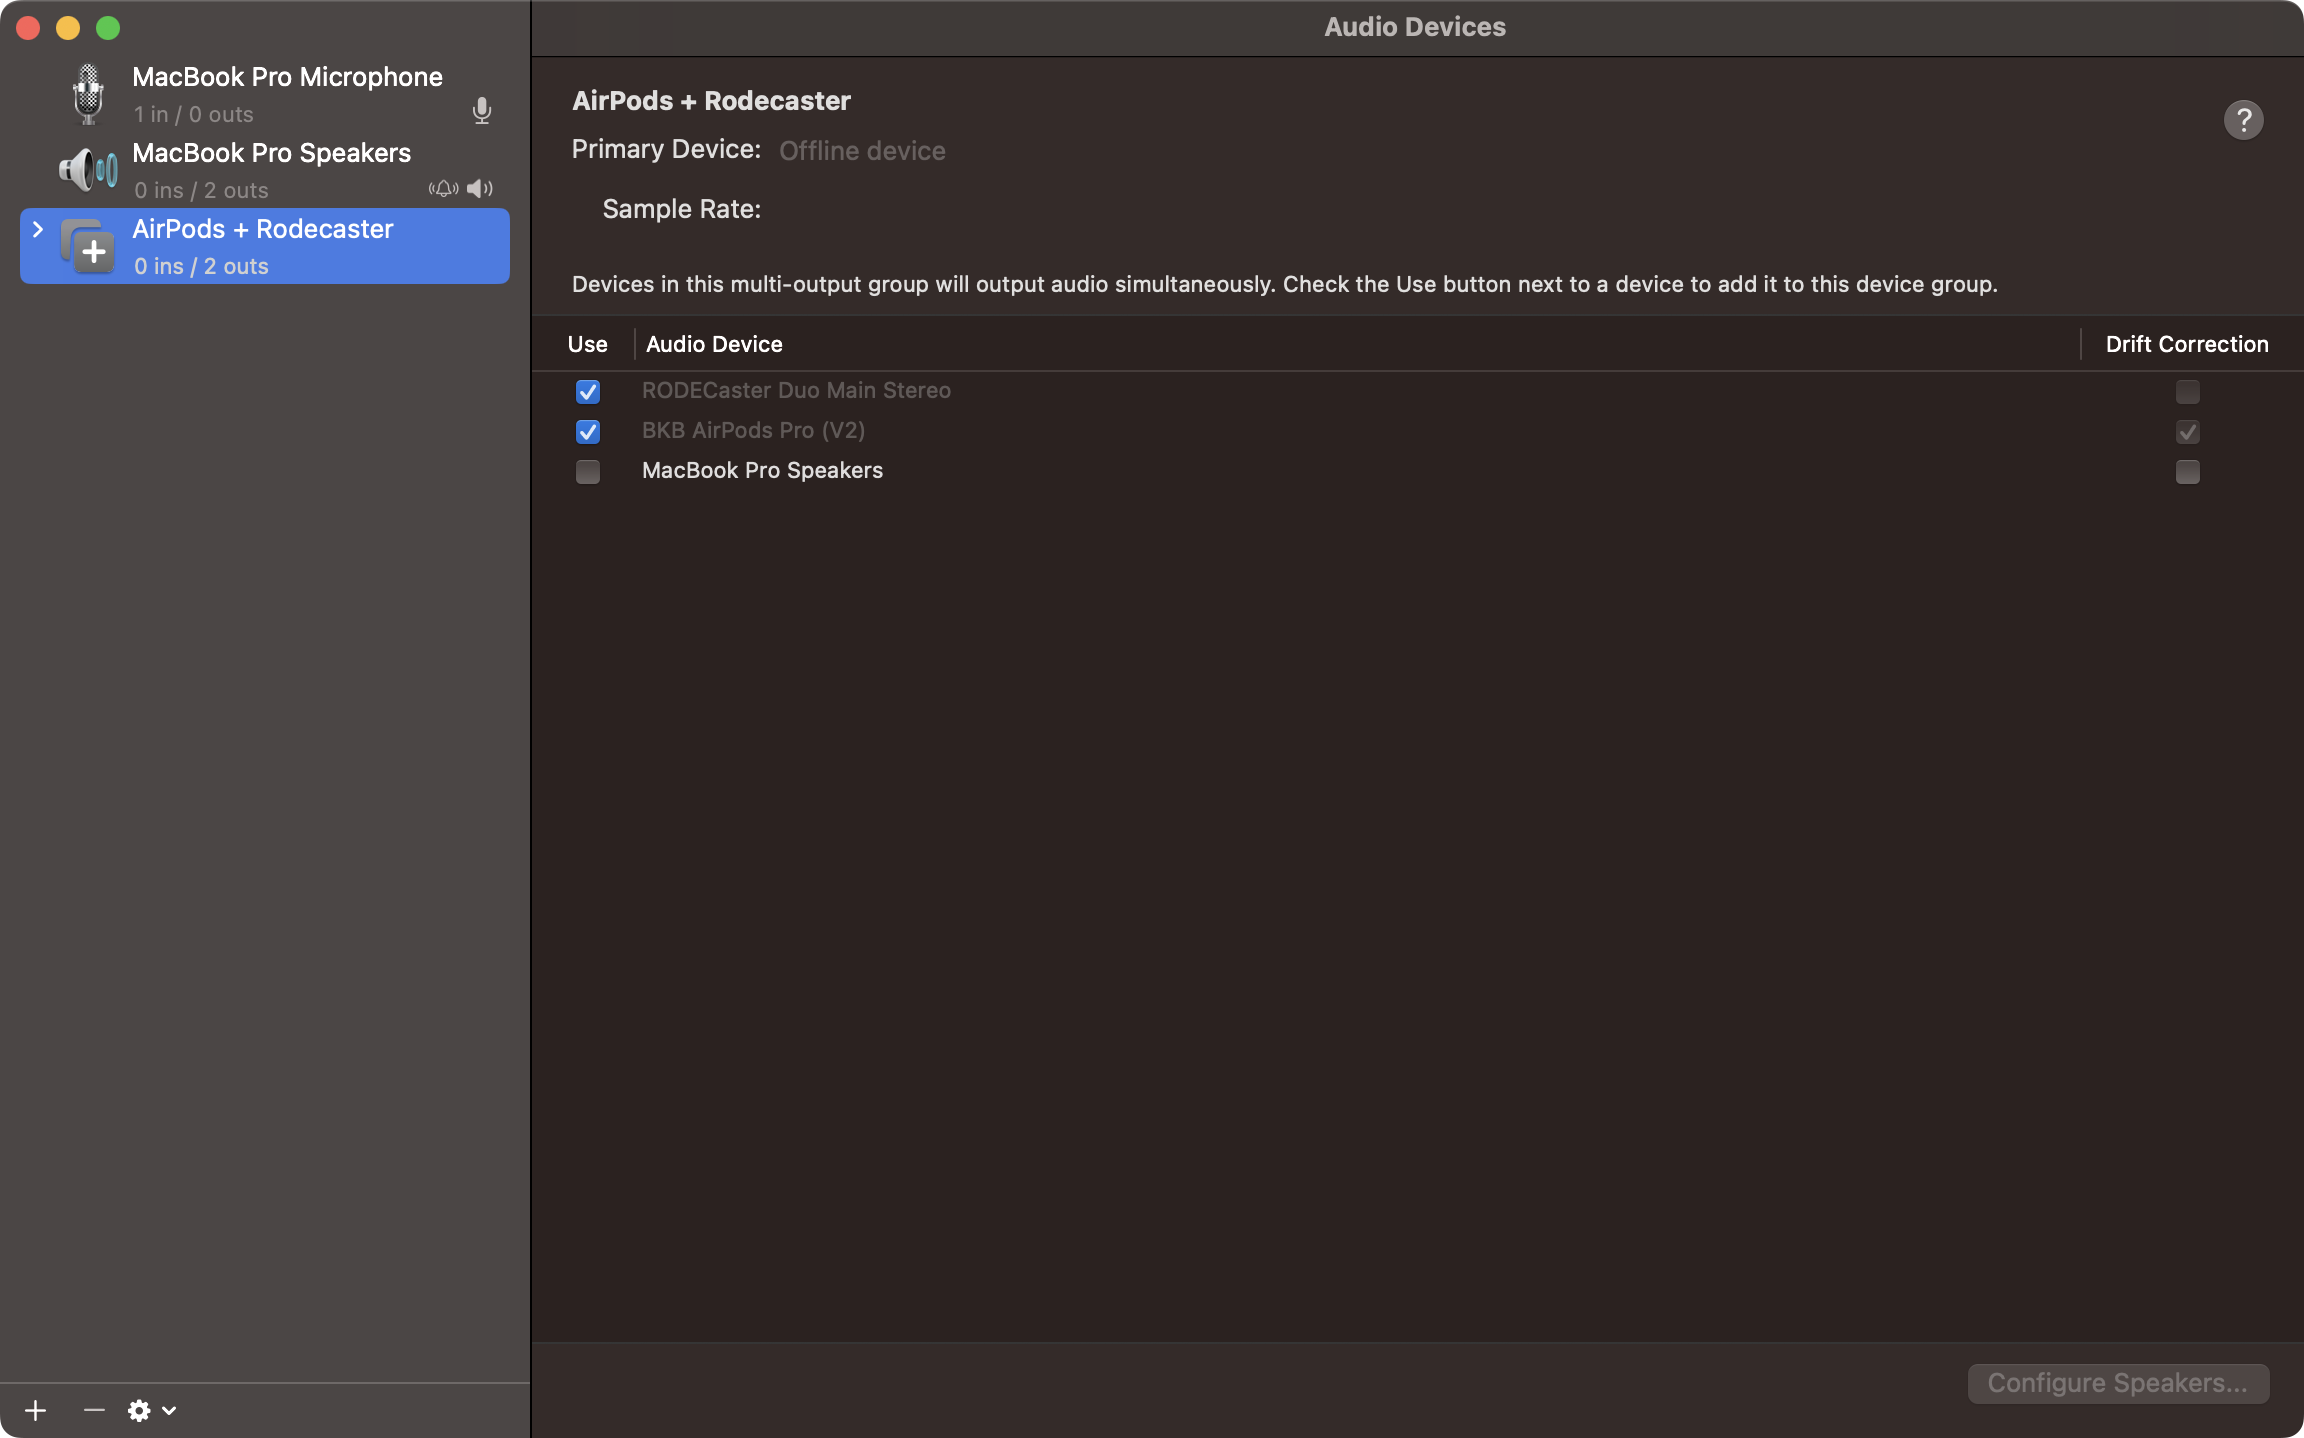 Audio Devices
MacBook Pro Microphone
1 in / 0 outs
MacBook Pro Speakers
0 ins / 2 outs
AirPods + Rodecaster
0 ins / 2 outs
AirPods + Rodecaster
?
Primary Device: Offline device
Sample Rate:
Devices in this multi-output group will output audio simultaneously. Check the Use button next to a device to add it to this device group.
Use Audio Device Drift Correction
RODECaster Duo Main Stereo
BKB AirPods Pro (V2)
MacBook Pro Speakers
Configure Speakers...